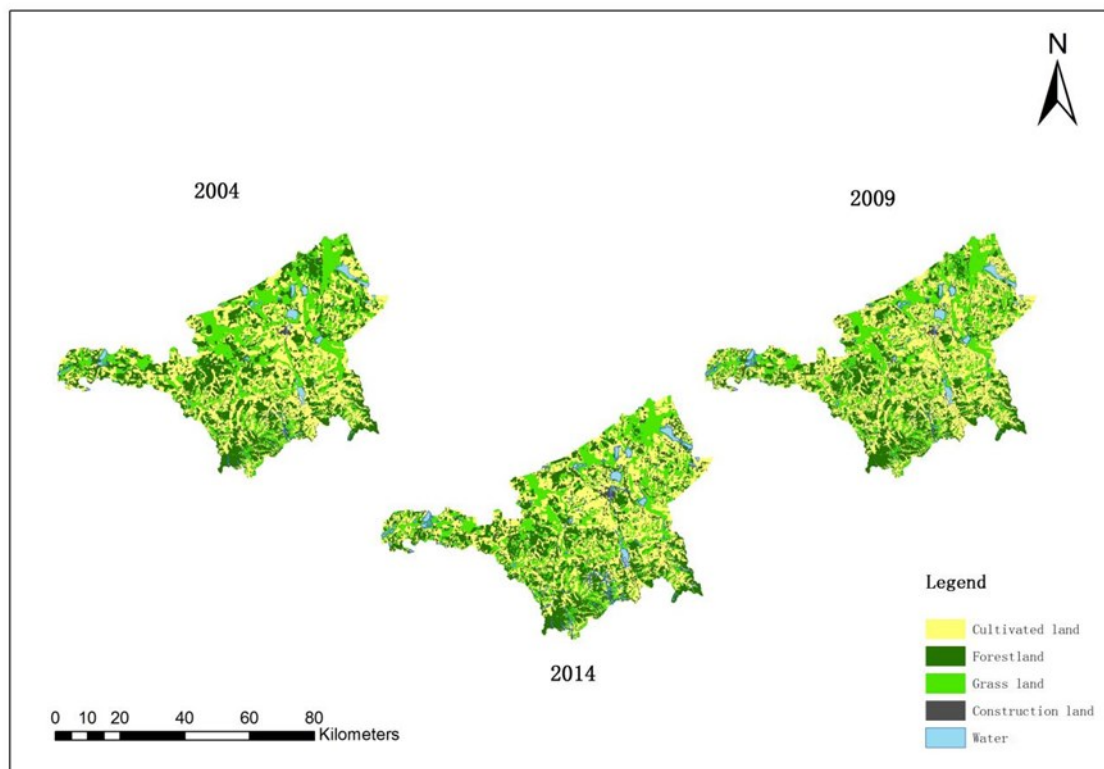 N
2004
2009
2014
Legend
Cultivated land
Forestland
Grass land
Construction land
Water
0 10 20 40 60 80
Kilometers